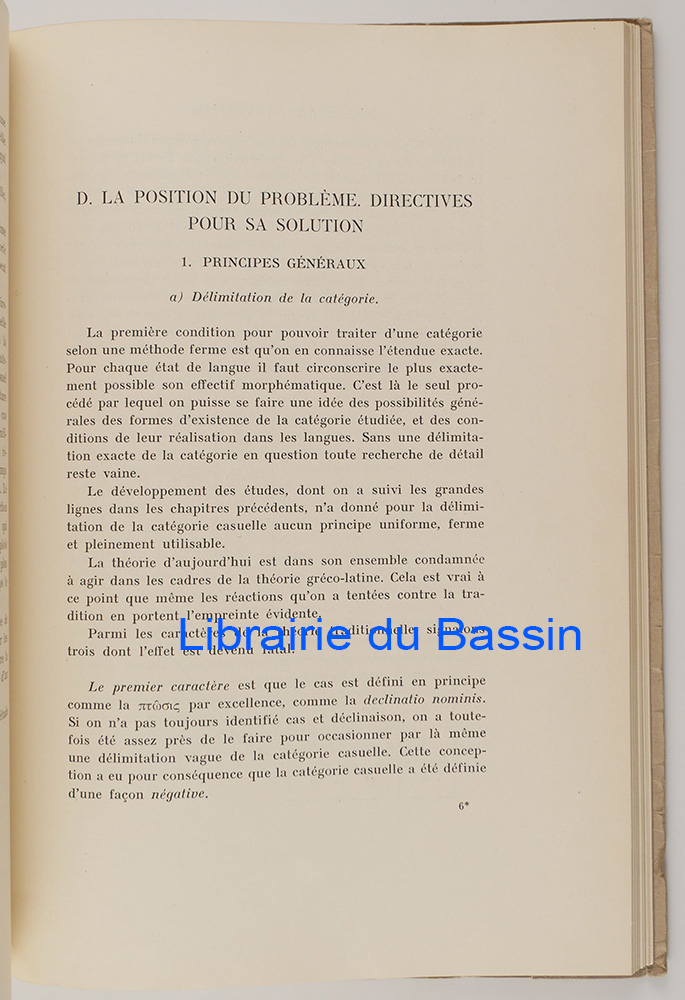 D. LA POSITION DU PROBLÈME. DIRECTIVES
POUR SA SOLUTION
1. PRINCIPES GÉNÉRAUX
a) Délimitation de la catégorie.
La première condition pour pouvoir traiter d'une catégorie
selon une méthode ferme est qu'on en connaisse l'étendue exacte.
Pour chaque état de langue il faut circonscrire le plus exacte-
ment possible son effectif morphématique. C'est là le seul pro-
cédé par lequel on puisse se faire une idée des possibilités géné-
rales des formes d'existence de la catégorie étudiée, et des con-
ditions de leur réalisation dans les langues. Sans une délimita-
tion exacte de la catégorie en question toute recherche de détail
reste vaine.
Le développement des études, dont on a suivi les grandes
lignes dans les chapitres précédents, n'a donné pour la délimi-
tation de la catégorie casuelle aucun principe uniforme, ferme
et pleinement utilisable.
La théorie d'aujourd'hui est dans son ensemble condamnée
à agir dans les cadres de la théorie gréco-latine. Cela est vrai à
ce point que même les réactions qu'on a tentées contre la tra-
dition en portent l'empreinte évidente.
Parmi les caractères de la théorie traditionnelle, signalons
trois dont l'effet est devenu fatal.
Librairie du Bassin
Le premier caractère est que le cas est défini en principe
comme la πτῶσις par excellence, comme la declinatio nominis.
Si on n'a pas toujours identifié cas et déclinaison, on a toute-
fois été assez près de le faire pour occasionner par là même
une délimitation vague de la catégorie casuelle. Cette concep-
tion a eu pour conséquence que la catégorie casuelle a été définie
d'une façon négative.
6*